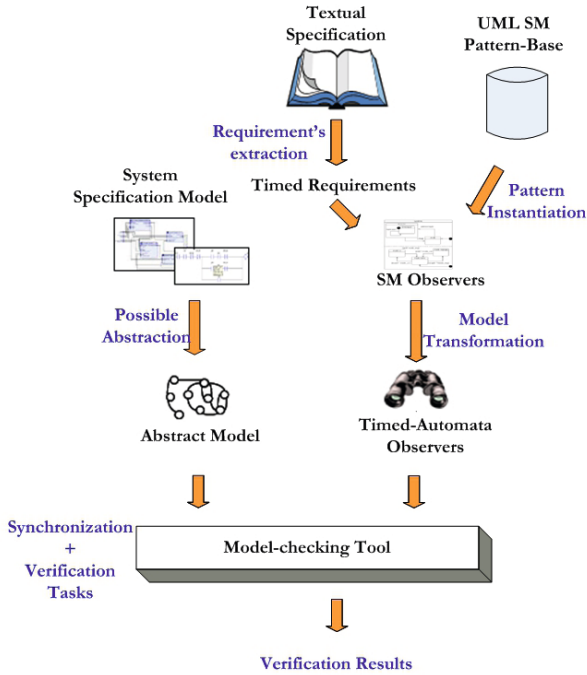 Textual
Specification
UML SM
Pattern-Base
Requirement's
extraction
System
Specification Model
Timed Requirements
Pattern
Instantiation
SM Observers
Possible
Abstraction
Model
Transformation
Abstract Model
Timed-Automata
Observers
Synchronization
+
Verification
Tasks
Model-checking Tool
Verification Results